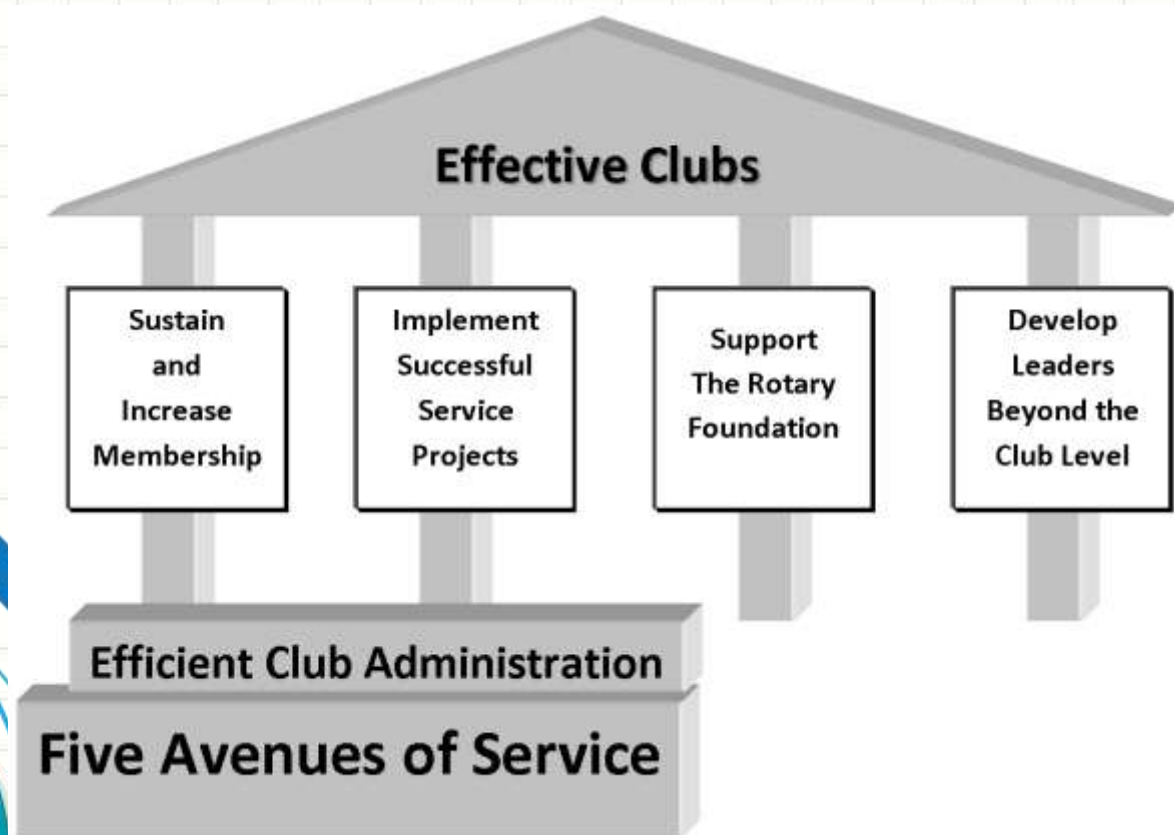 Effective Clubs
Sustain
and
Increase
Membership
Implement
Successful
Service
Projects
Support
The Rotary
Foundation
Develop
Leaders
Beyond the
Club Level
Efficient Club Administration
Five Avenues of Service